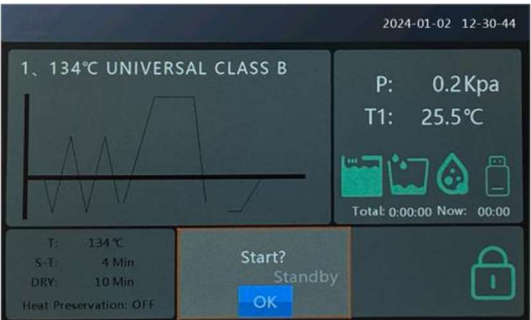 2024-01-02 12-30-44
1、134℃ UNIVERSAL CLASS B
P: 0.2Kpa
T1: 25.5℃
Total: 0:00:00 Now: 00:00
T: 134℃
S-T: 4 Min
DRY: 10 Min
Heat Preservation: OFF
Start?
Standby
OK